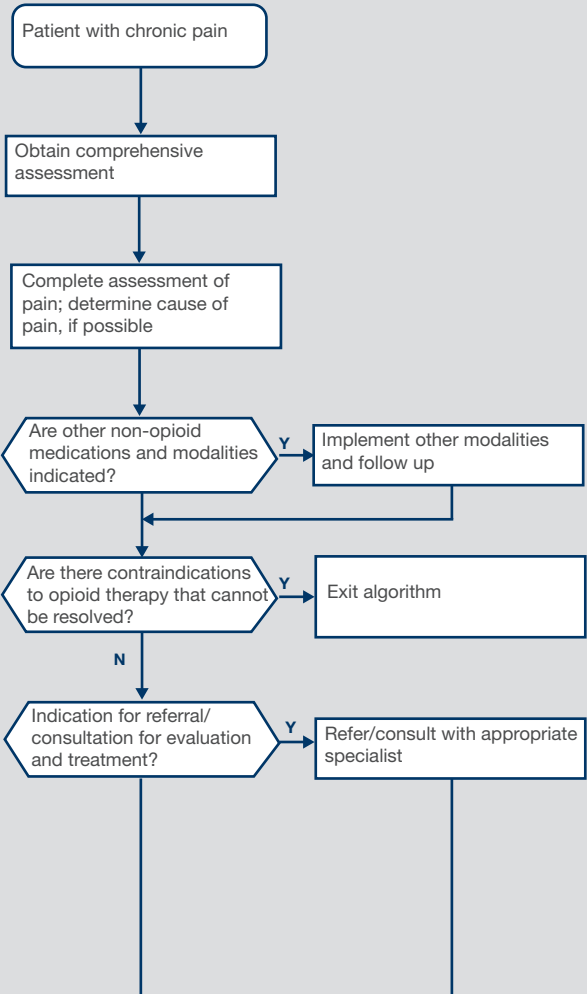 Patient with chronic pain
Obtain comprehensive
assessment
Complete assessment of
pain; determine cause of
pain, if possible
Are other non-opioid
medications and modalities
indicated?
Y
Implement other modalities
and follow up
Are there contraindications
to opioid therapy that cannot
be resolved?
Y
Exit algorithm
N
Indication for referral/
consultation for evaluation
and treatment?
Y
Refer/consult with appropriate
specialist